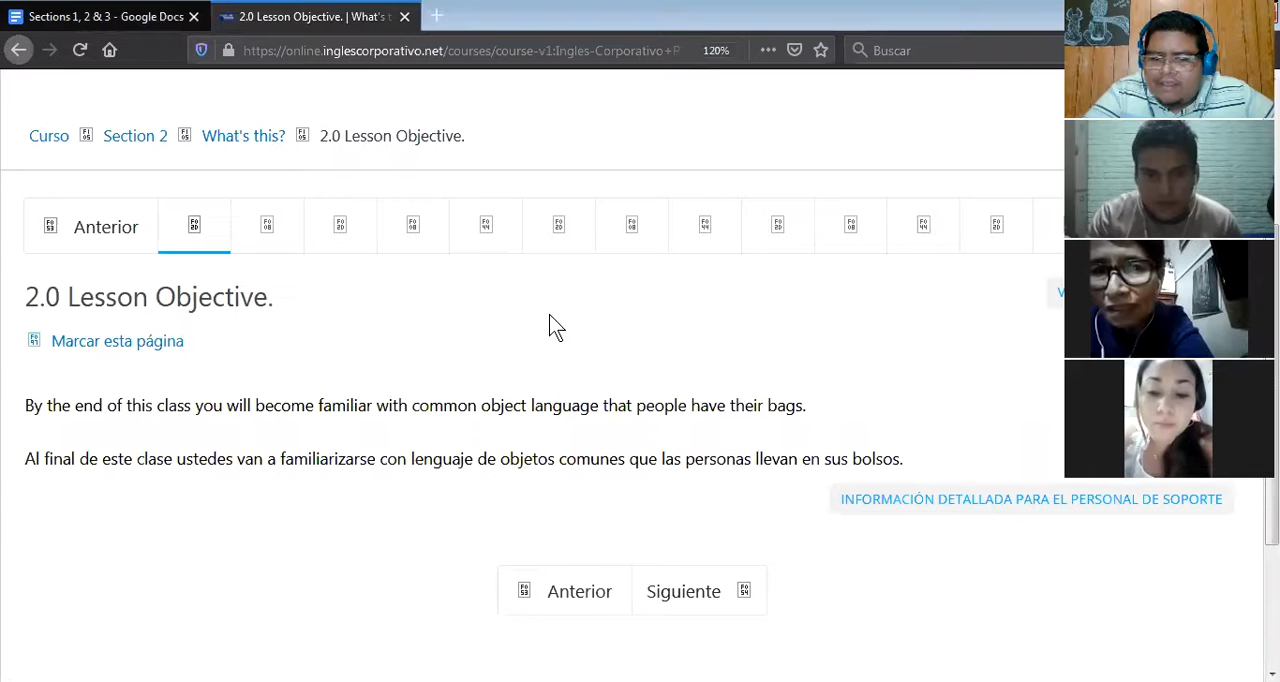 Sections 1, 2 & 3 - Google Docs
2.0 Lesson Objective. | What's t
https://online.inglescorporativo.net/courses/course-v1:Ingles-Corporativo+P
120%
Buscar
Curso Section 2 What's this? 2.0 Lesson Objective.
Anterior
2.0 Lesson Objective.
V
Marcar esta página
By the end of this class you will become familiar with common object language that people have their bags.
Al final de este clase ustedes van a familiarizarse con lenguaje de objetos comunes que las personas llevan en sus bolsos.
INFORMACIÓN DETALLADA PARA EL PERSONAL DE SOPORTE
Anterior Siguiente